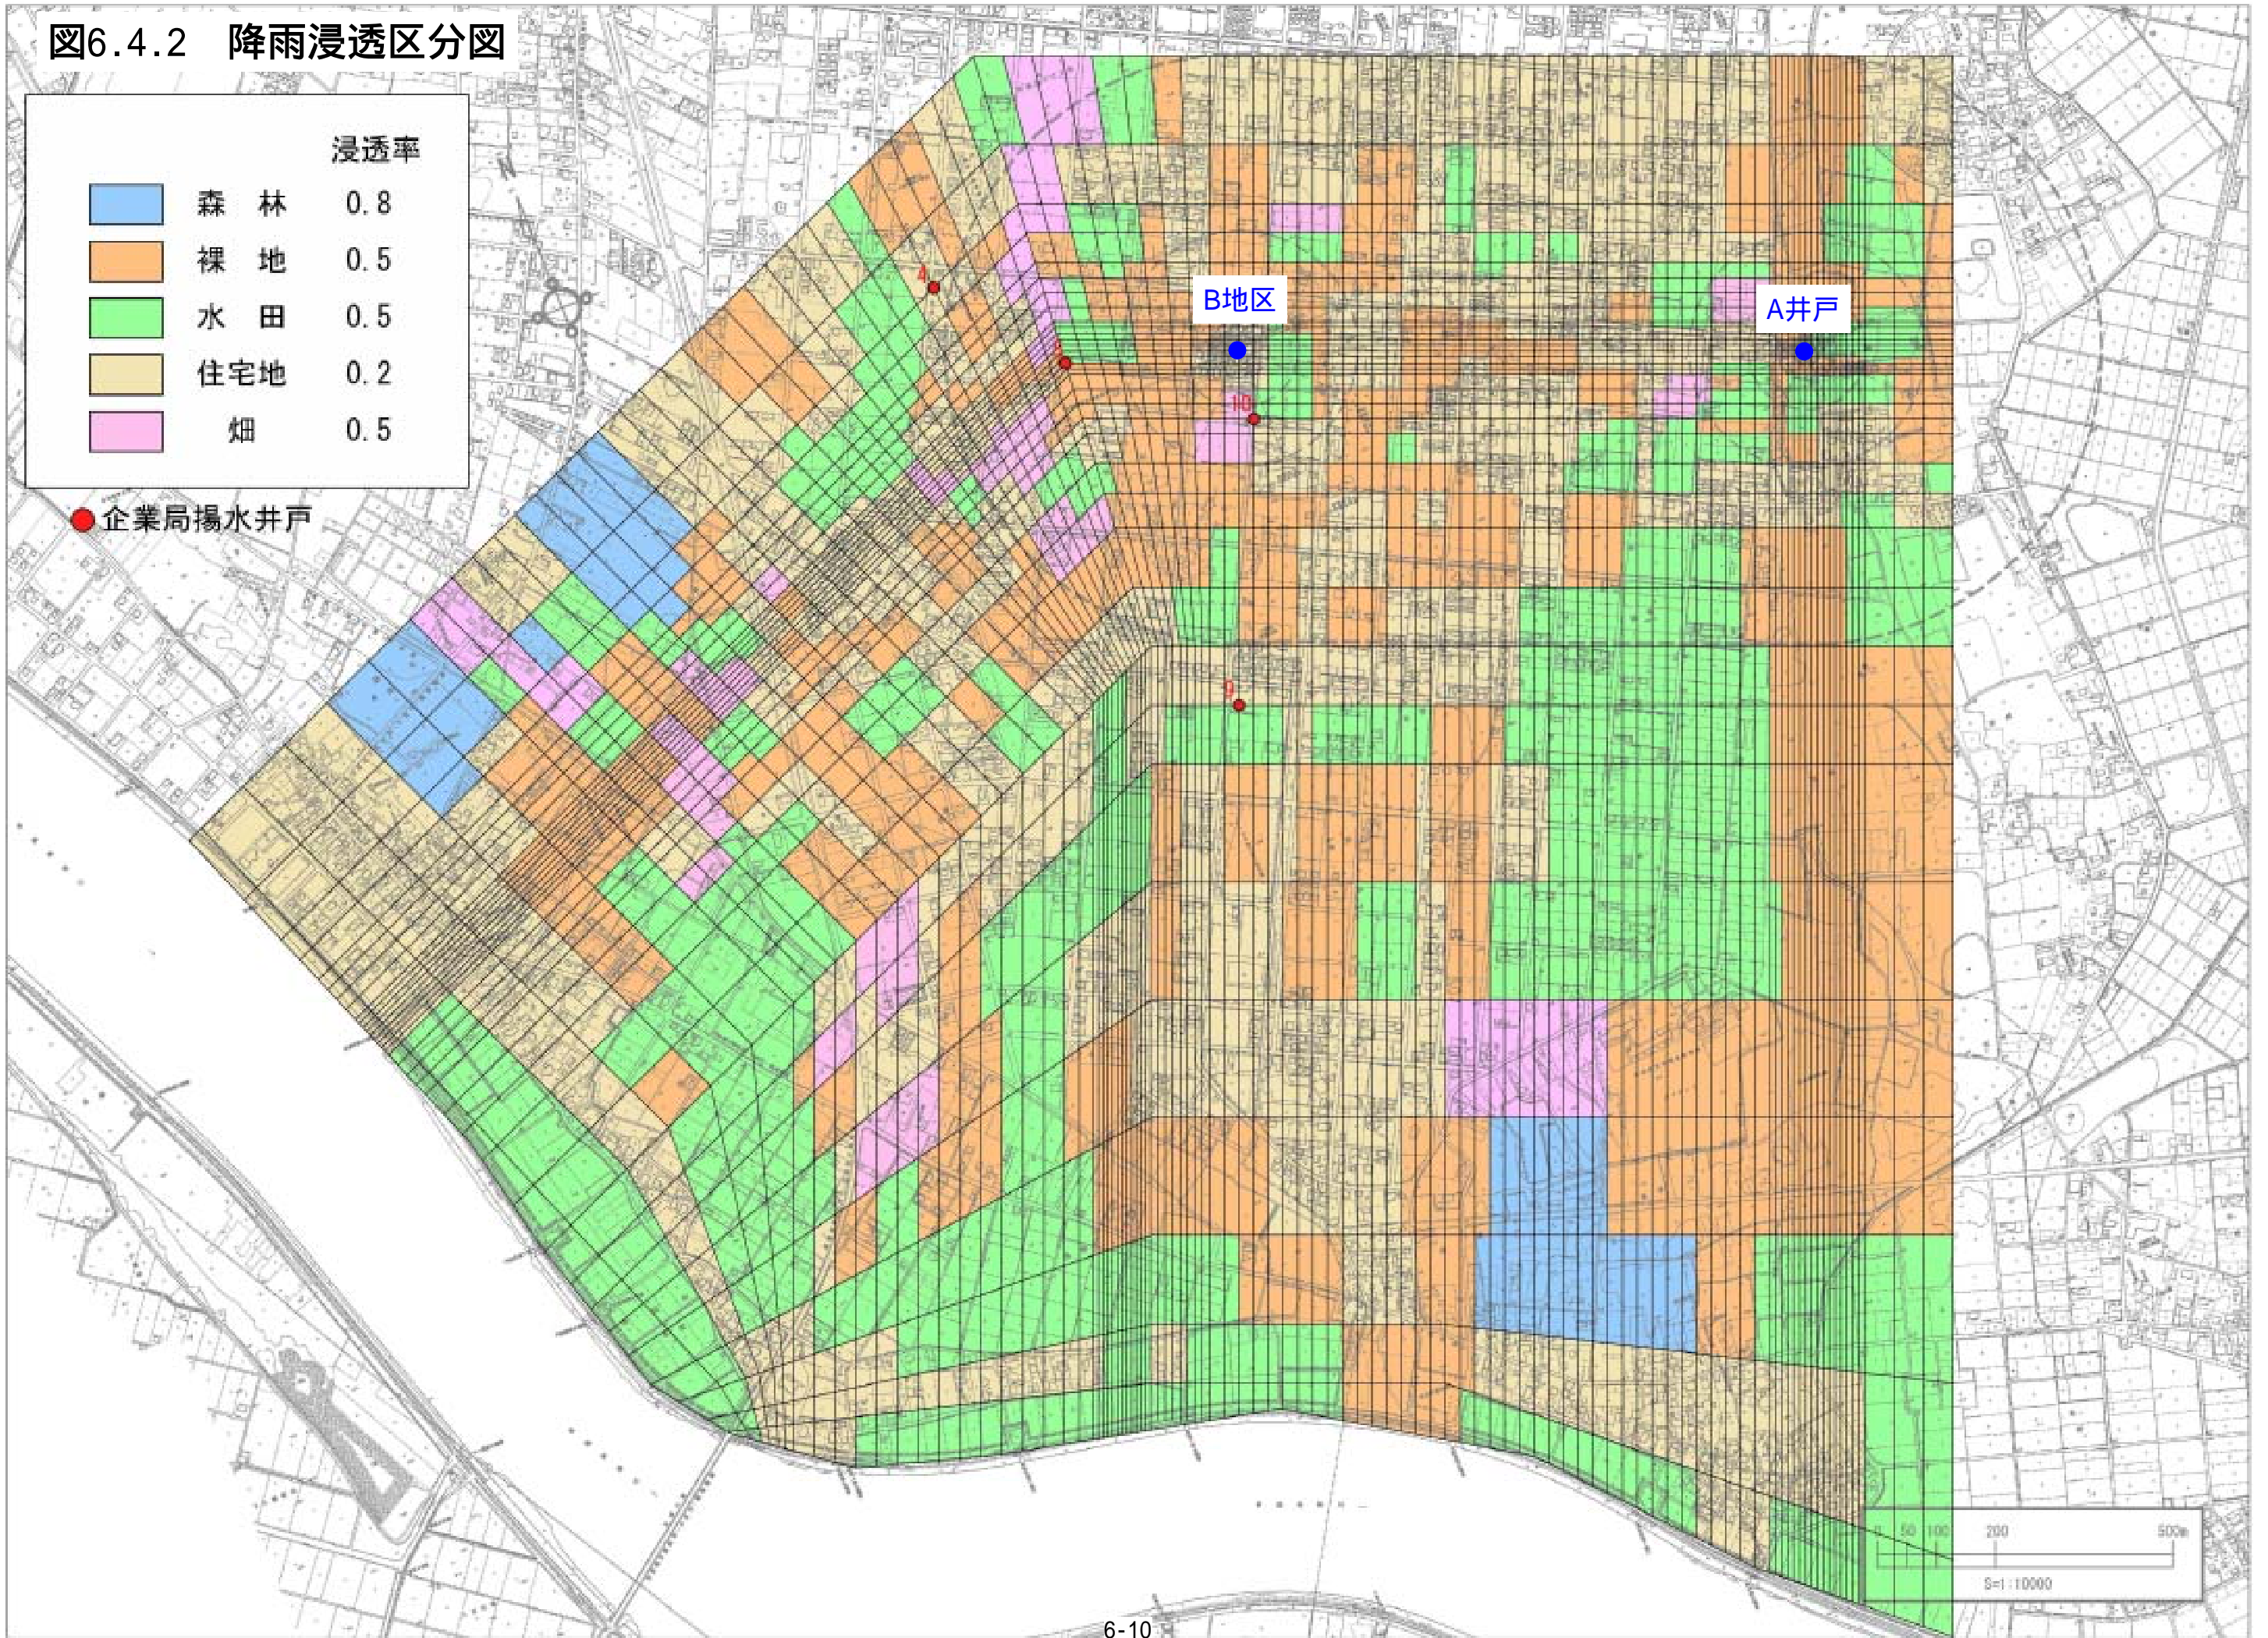 図6.4.2 降雨浸透区分図
浸透率
森 林 0.8
裸 地 0.5
水 田 0.5
住宅地 0.2
畑 0.5
企業局揚水井戸
4
B地区
A井戸
10
9
0 50 100 200 500m
S=1:10000
6-10